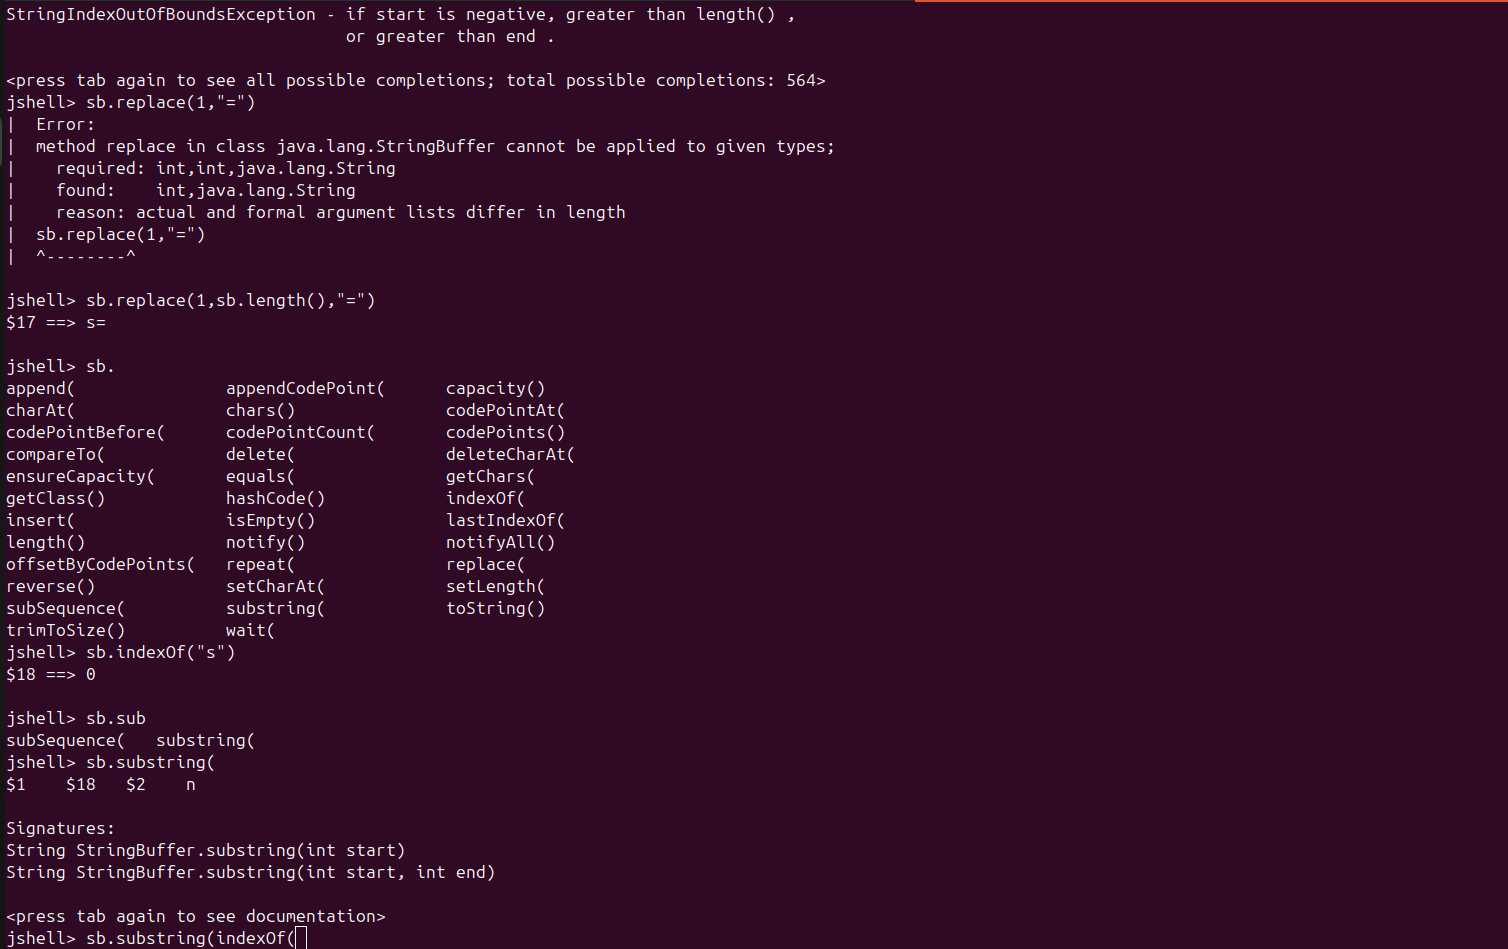 StringIndexOutOfBoundsException - if start is negative, greater than length() ,
                                  or greater than end .

<press tab again to see all possible completions; total possible completions: 564>
jshell> sb.replace(1,"=")
|  Error:
|  method replace in class java.lang.StringBuffer cannot be applied to given types;
|    required: int,int,java.lang.String
|    found:    int,java.lang.String
|    reason: actual and formal argument lists differ in length
|  sb.replace(1,"=")
|  ^--------^

jshell> sb.replace(1,sb.length(),"=")
$17 ==> s=

jshell> sb.
append(               appendCodePoint(      capacity()
charAt(               chars()               codePointAt(
codePointBefore(      codePointCount(       codePoints()
compareTo(            delete(               deleteCharAt(
ensureCapacity(       equals(               getChars(
getClass()            hashCode()            indexOf(
insert(               isEmpty()             lastIndexOf(
length()              notify()              notifyAll()
offsetByCodePoints(   repeat(               replace(
reverse()             setCharAt(            setLength(
subSequence(          substring(            toString()
trimToSize()          wait(
jshell> sb.indexOf("s")
$18 ==> 0

jshell> sb.sub
subSequence(   substring(
jshell> sb.substring(
$1    $18   $2    n

Signatures:
String StringBuffer.substring(int start)
String StringBuffer.substring(int start, int end)

<press tab again to see documentation>
jshell> sb.substring(indexOf(